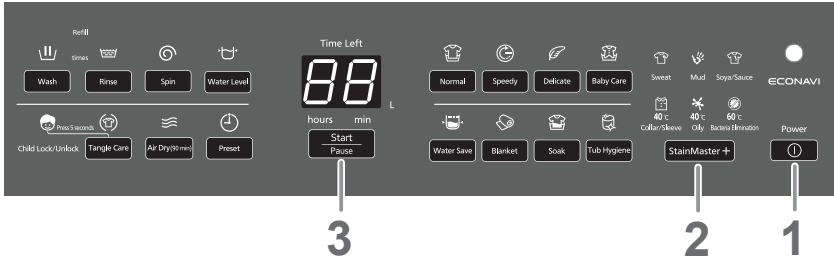 Refill
times
Wash
Rinse
Spin
Water Level
Press 5 seconds
Child Lock/Unlock
Tangle Care
Air Dry(90 min)
Preset
Time Left
88
L
hours min
Start
Pause
Normal
Speedy
Delicate
Baby Care
Water Save
Blanket
Soak
Tub Hygiene
Sweat
Mud
Soya/Sauce
40℃
40℃
60℃
Collar/Sleeve
Oily
Bacteria Elimination
StainMaster+
ECONAVI
Power
3
2
1